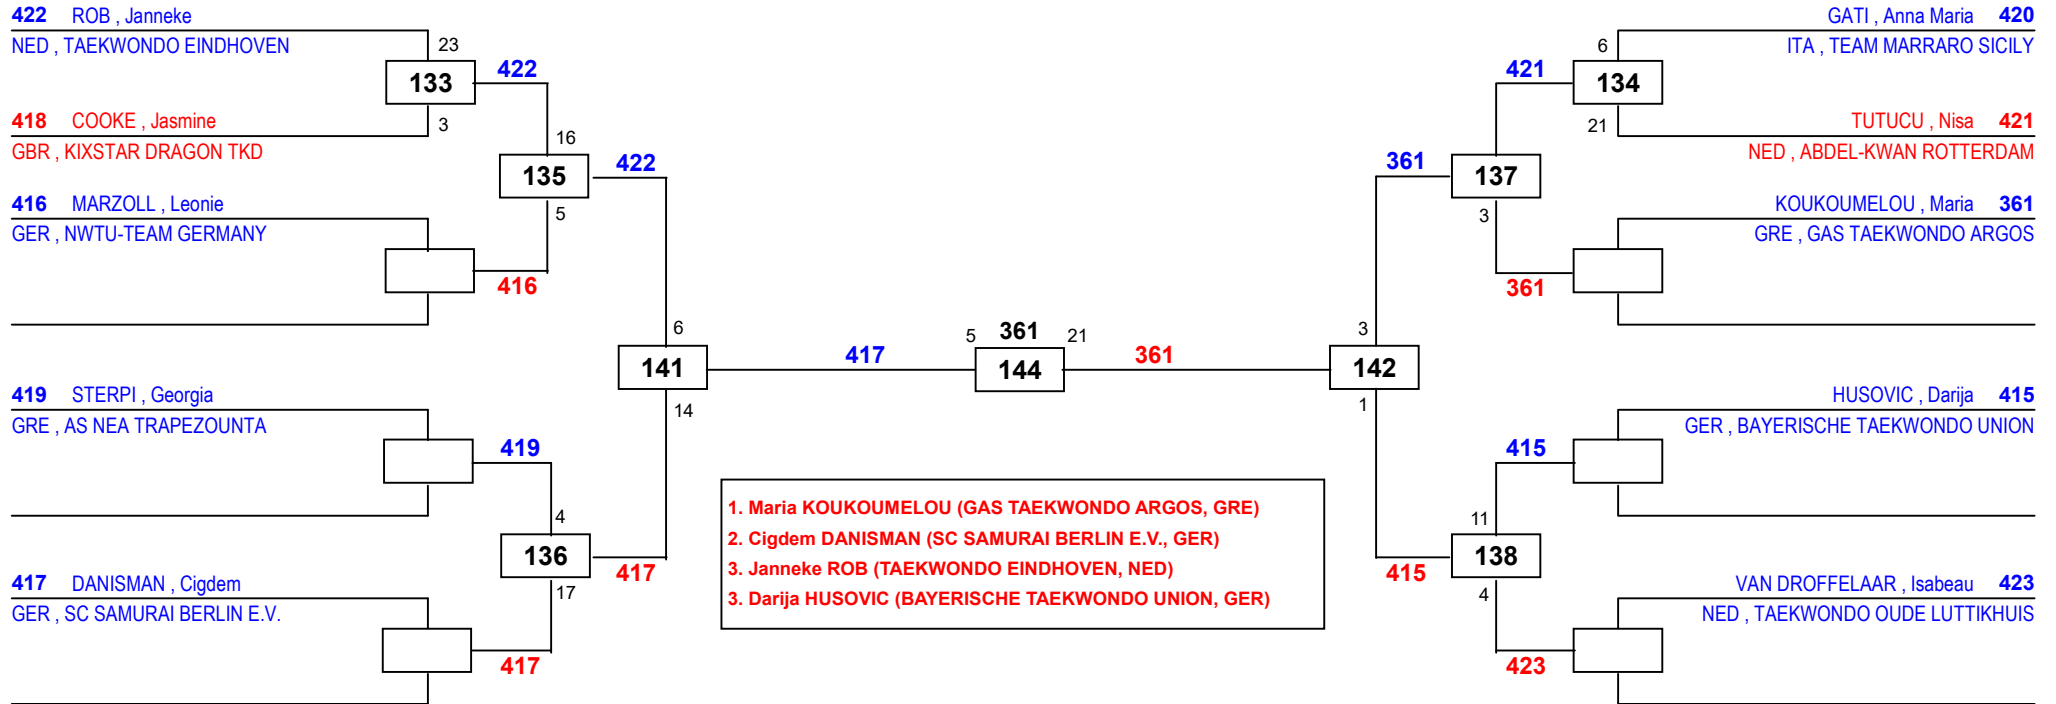 422 ROB , Janneke
NED , TAEKWONDO EINDHOVEN
23
133
422
418 COOKE , Jasmine
3
GBR , KIXSTAR DRAGON TKD
16
135
422
416 MARZOLL , Leonie
5
GER , NWTU-TEAM GERMANY
416
6
141
417
14
419 STERPI , Georgia
GRE , AS NEA TRAPEZOUNTA
419
4
136
417
17
417 DANISMAN , Cigdem
GER , SC SAMURAI BERLIN E.V.
417
5 361 21
144
361
1. Maria KOUKOUMELOU (GAS TAEKWONDO ARGOS, GRE)
2. Cigdem DANISMAN (SC SAMURAI BERLIN E.V., GER)
3. Janneke ROB (TAEKWONDO EINDHOVEN, NED)
3. Darija HUSOVIC (BAYERISCHE TAEKWONDO UNION, GER)
GATI , Anna Maria 420
6
ITA , TEAM MARRARO SICILY
421
134
21
TUTUCU , Nisa 421
NED , ABDEL-KWAN ROTTERDAM
361
137
3
KOUKOUMELOU , Maria 361
GRE , GAS TAEKWONDO ARGOS
361
3
142
1
HUSOVIC , Darija 415
GER , BAYERISCHE TAEKWONDO UNION
415
11
138
415
4
VAN DROFFELAAR , Isabeau 423
NED , TAEKWONDO OUDE LUTTIKHUIS
423